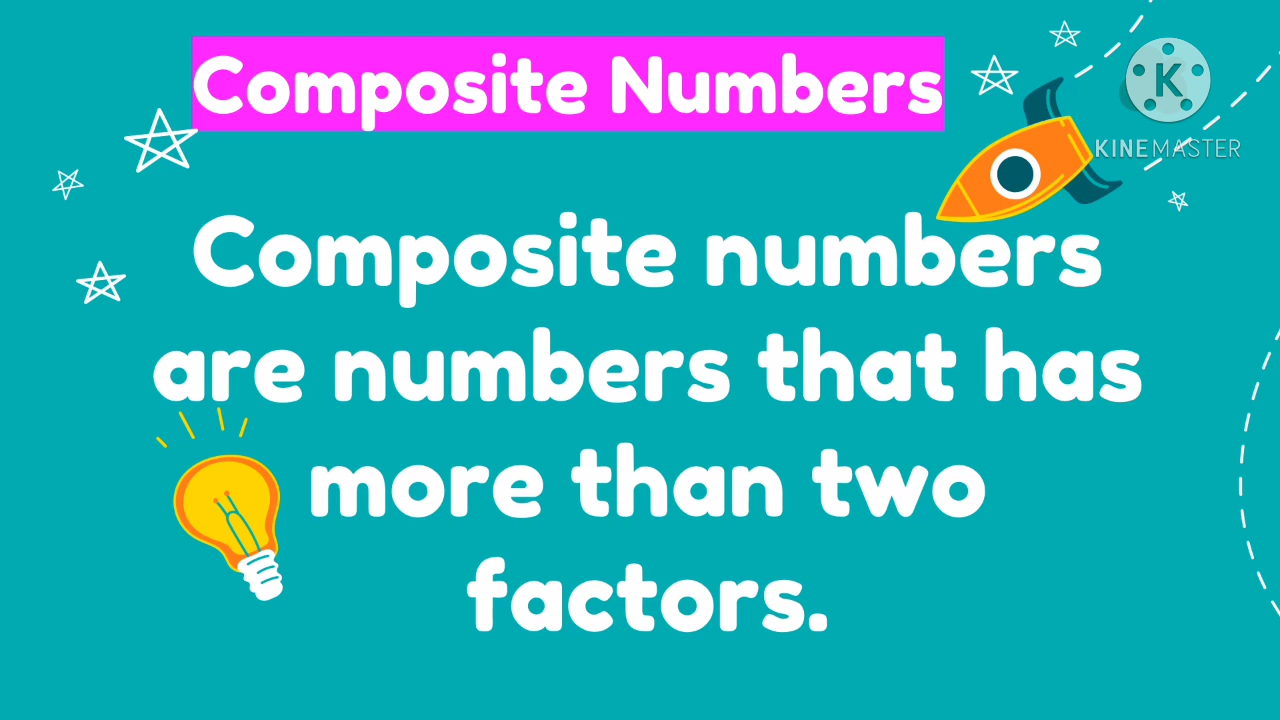 Composite Numbers
K
KINEMASTER
Composite numbers
are numbers that has
more than two
factors.